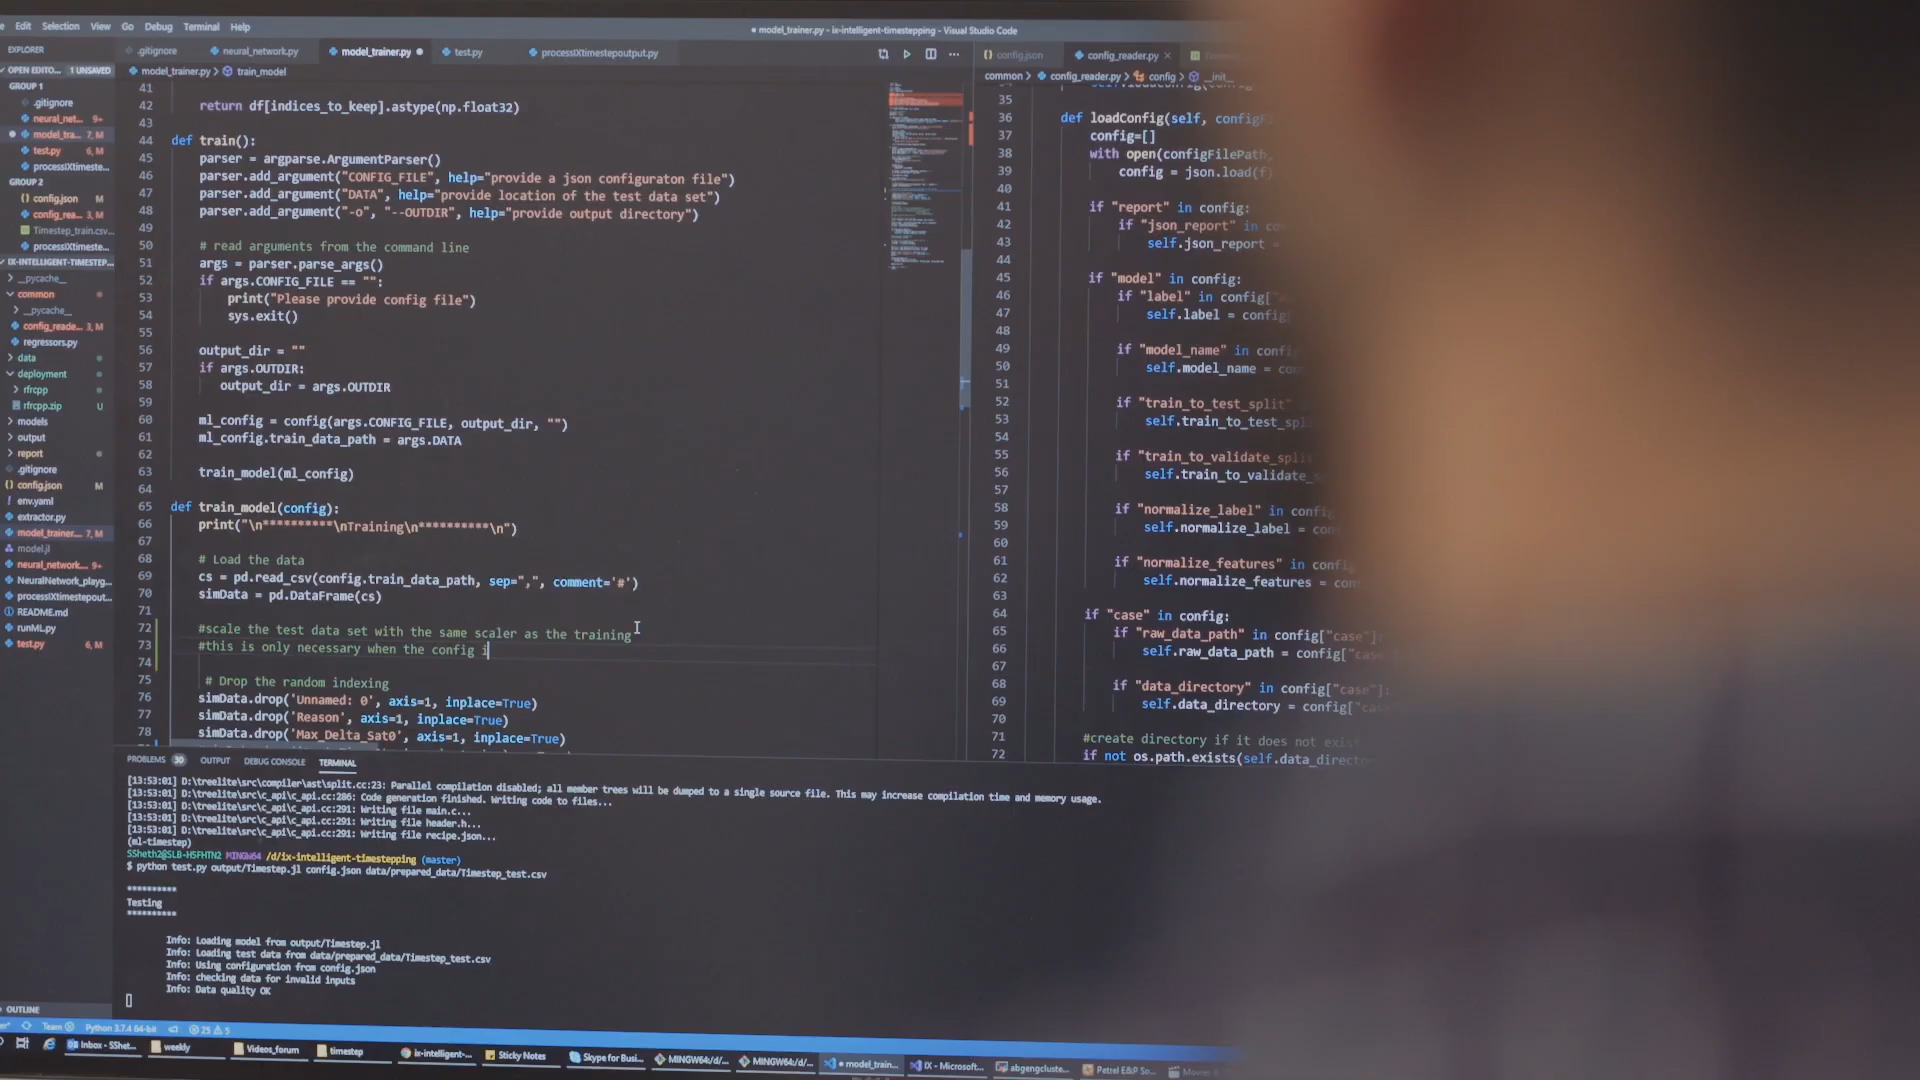 Edit Selection View Go Debug Terminal Help
● model_trainer.py - ix-intelligent-timestepping - Visual Studio Code
EXPLORER
OPEN EDITO... 1 UNSAVED
GROUP 1
.gitignore
neural_net... 9+
model_tra... 7, M
test.py 6, M
processIXtimeste...
GROUP 2
config.json M
config_rea... 3, M
Timestep_train.csv...
processIXtimeste...
IX-INTELLIGENT-TIMESTEP...
__pycache__
common
__pycache__
config_reade... 3, M
regressors.py
data
deployment
rfrcpp
rfrcpp.zip U
models
output
report
.gitignore
config.json M
env.yaml
extractor.py
model_trainer... 7, M
model.jl
neural_network... 9+
NeuralNetwork_playg...
processIXtimestepout...
README.md
runML.py
test.py 6, M
OUTLINE
.gitignore neural_network.py model_trainer.py ● test.py processIXtimestepoutput.py
model_trainer.py > train_model
41
42 return df[indices_to_keep].astype(np.float32)
43
44 def train():
45 parser = argparse.ArgumentParser()
46 parser.add_argument("CONFIG_FILE", help="provide a json configuraton file")
47 parser.add_argument("DATA", help="provide location of the test data set")
48 parser.add_argument("-o", "--OUTDIR", help="provide output directory")
49
50 # read arguments from the command line
51 args = parser.parse_args()
52 if args.CONFIG_FILE == "":
53 print("Please provide config file")
54 sys.exit()
55
56 output_dir = ""
57 if args.OUTDIR:
58 output_dir = args.OUTDIR
59
60 ml_config = config(args.CONFIG_FILE, output_dir, "")
61 ml_config.train_data_path = args.DATA
62
63 train_model(ml_config)
64
65 def train_model(config):
66 print("\n**********\nTraining\n**********\n")
67
68 # Load the data
69 cs = pd.read_csv(config.train_data_path, sep=",", comment='#')
70 simData = pd.DataFrame(cs)
71
72 #scale the test data set with the same scaler as the training
73 #this is only necessary when the config i
74
75 # Drop the random indexing
76 simData.drop('Unnamed: 0', axis=1, inplace=True)
77 simData.drop('Reason', axis=1, inplace=True)
78 simData.drop('Max_Delta_Sat0', axis=1, inplace=True)
config.json config_reader.py ×
common > config_reader.py > config > __init__
35
36 def loadConfig(self, configFi
37 config=[]
38 with open(configFilePath,
39 config = json.load(f)
40
41 if "report" in config:
42 if "json_report" in co
43 self.json_report =
44
45 if "model" in config:
46 if "label" in config["
47 self.label = config
48
49 if "model_name" in confi
50 self.model_name = co
51
52 if "train_to_test_split"
53 self.train_to_test_spl
54
55 if "train_to_validate_spli
56 self.train_to_validate_s
57
58 if "normalize_label" in config
59 self.normalize_label = con
60
61 if "normalize_features" in config
62 self.normalize_features = con
63
64 if "case" in config:
65 if "raw_data_path" in config["case"]:
66 self.raw_data_path = config["case
67
68 if "data_directory" in config["case"]:
69 self.data_directory = config["cas
70
71 #create directory if it does not exist
72 if not os.path.exists(self.data_directo
PROBLEMS 30 OUTPUT DEBUG CONSOLE TERMINAL
[13:53:01] D:\treelite\src\compiler\ast\split.cc:23: Parallel compilation disabled; all member trees will be dumped to a single source file. This may increase compilation time and memory usage.
[13:53:01] D:\treelite\src\c_api\c_api.cc:286: Code generation finished. Writing code to files...
[13:53:01] D:\treelite\src\c_api\c_api.cc:291: Writing file main.c...
[13:53:01] D:\treelite\src\c_api\c_api.cc:291: Writing file header.h...
[13:53:01] D:\treelite\src\c_api\c_api.cc:291: Writing file recipe.json...
(ml-timestep)
SSheth2@SLB-HSFHTN2 MINGW64 /d/ix-intelligent-timestepping (master)
$ python test.py output/Timestep.jl config.json data/prepared_data/Timestep_test.csv
**********
Testing
**********
Info: Loading model from output/Timestep.jl
Info: Loading test data from data/prepared_data/Timestep_test.csv
Info: Using configuration from config.json
Info: checking data for invalid inputs
Info: Data quality OK
Team Python 3.7.4 64-bit 25 5
Inbox - SShet... weekly Videos_forum timestep ix-intelligent-... Sticky Notes Skype for Busi... MINGW64:/d/... MINGW64:/d/... ● model_train... IX - Microsoft... abgengcluste... Petrel E&P So... Movies